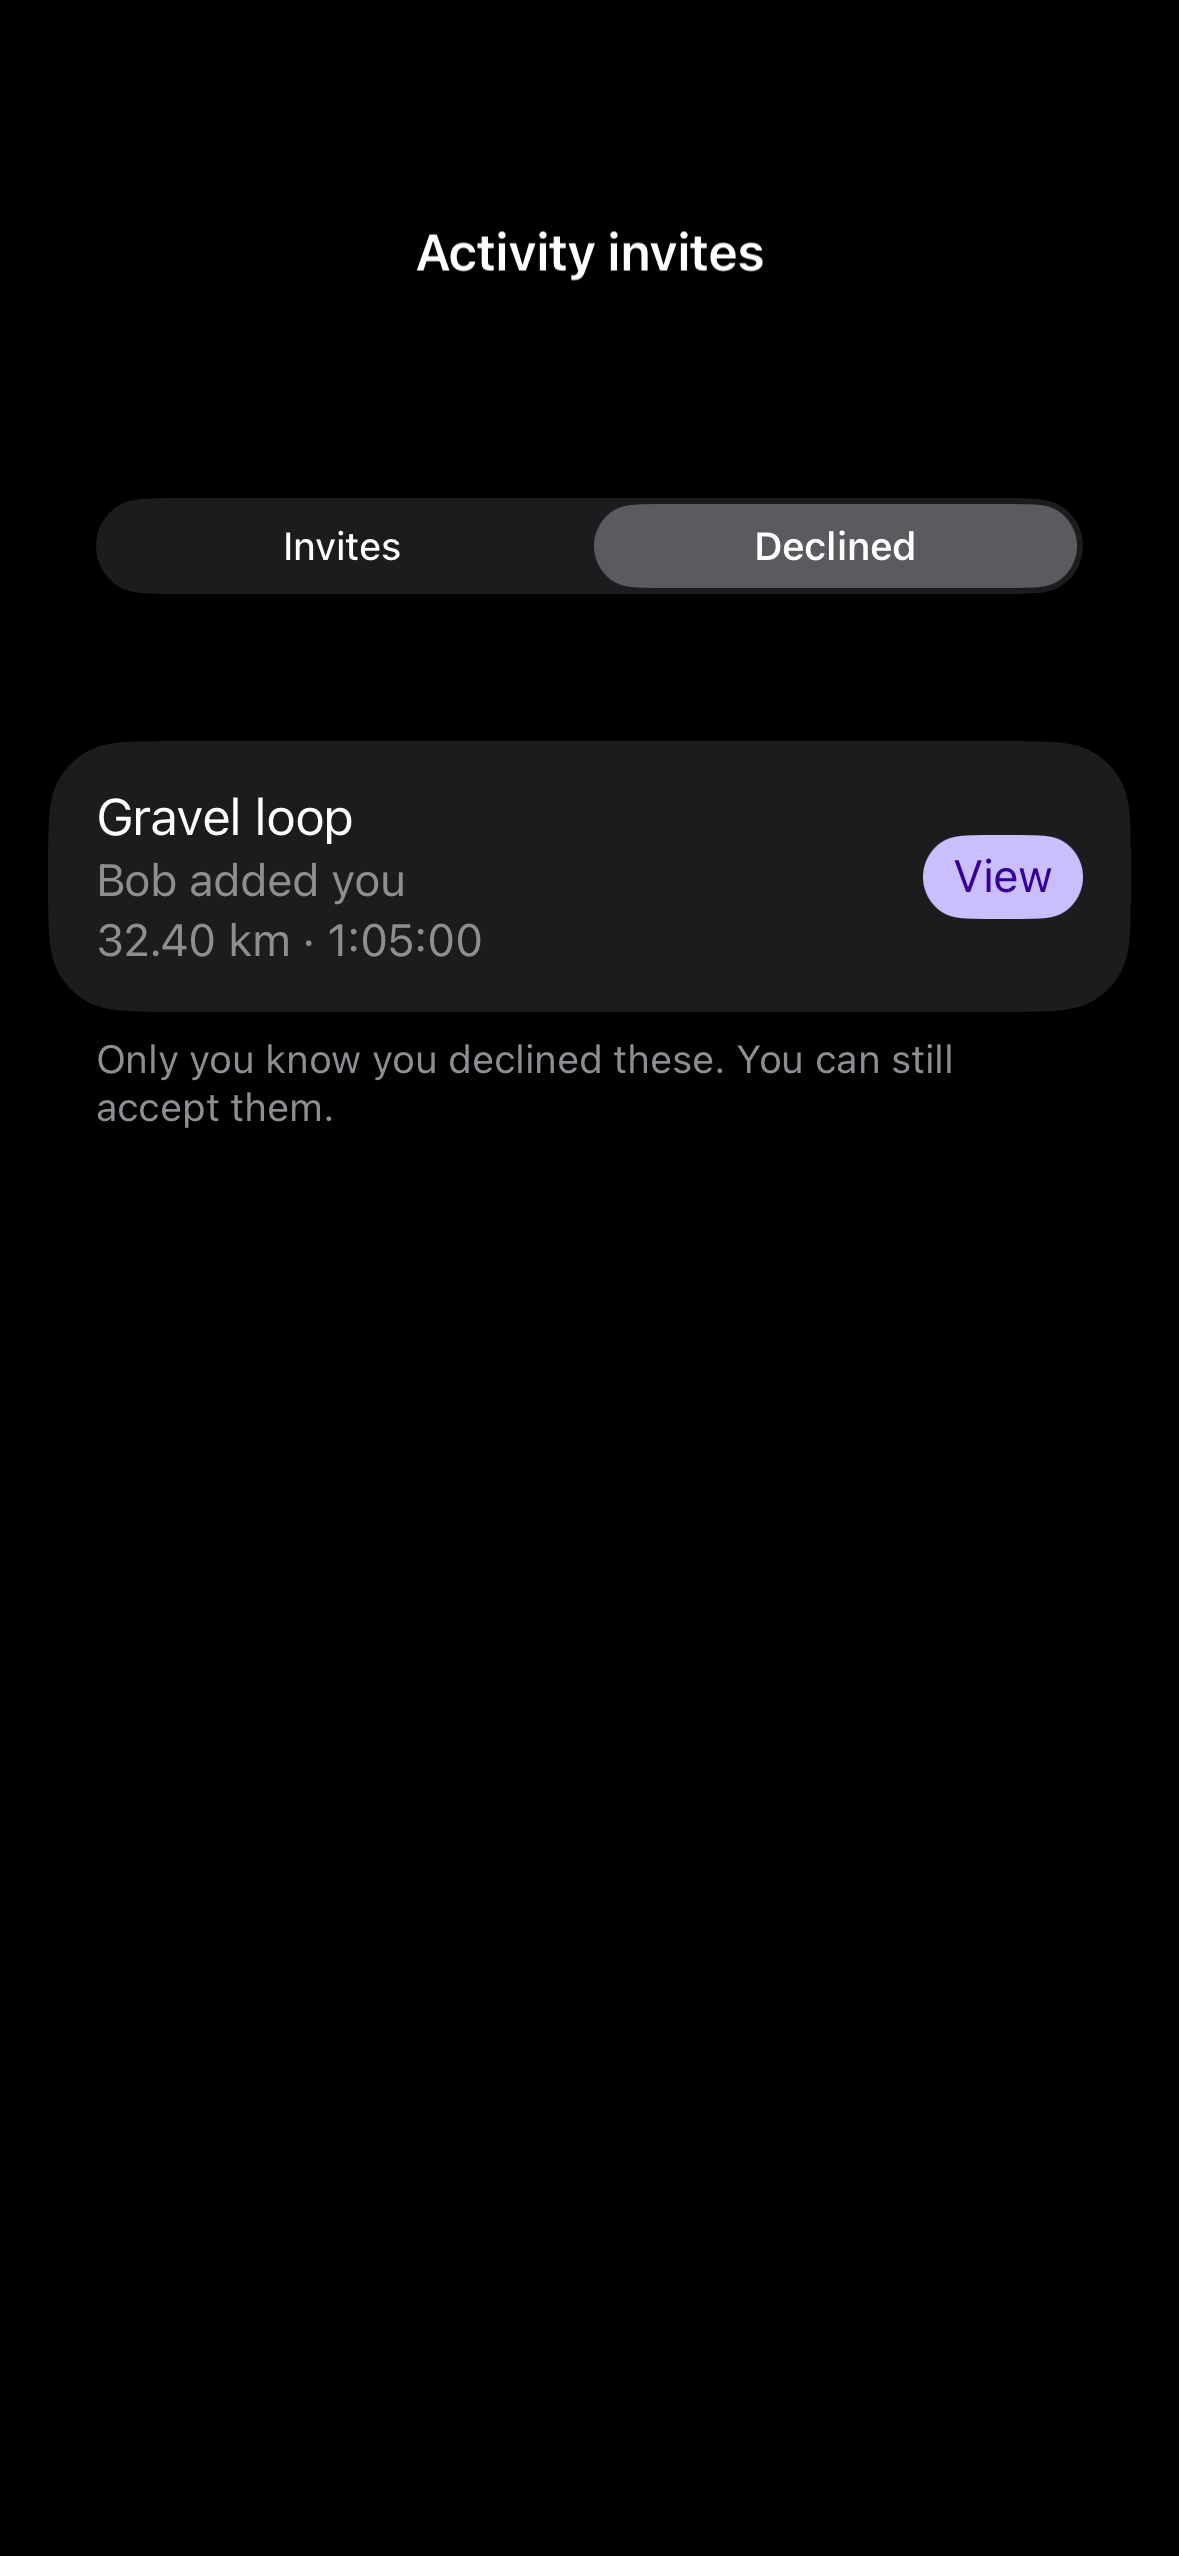 Activity invites
Invites
Declined
Gravel loop
Bob added you
32.40 km · 1:05:00
View
Only you know you declined these. You can still
accept them.